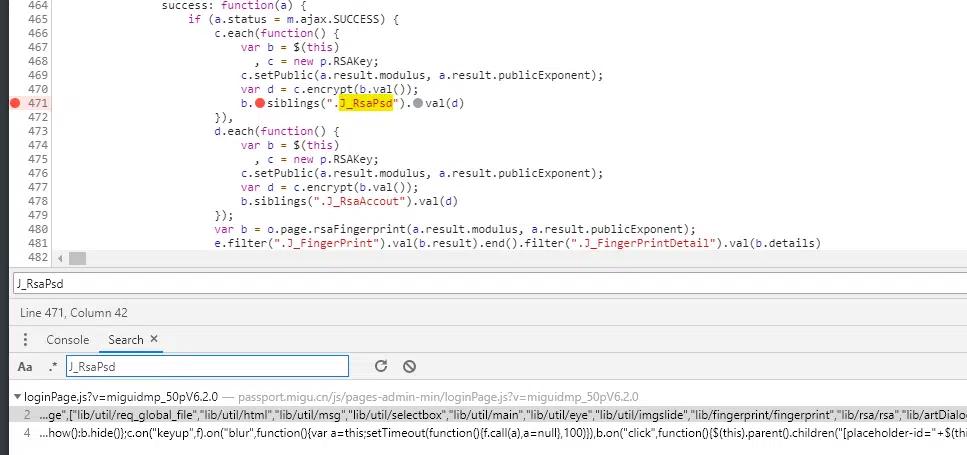 464 success: function(a) {
465 if (a.status = m.ajax.SUCCESS) {
466 c.each(function() {
467 var b = $(this)
468 , c = new p.RSAKey;
469 c.setPublic(a.result.modulus, a.result.publicExponent);
470 var d = c.encrypt(b.val());
471 b.siblings(".J_RsaPsd").val(d)
472 }),
473 d.each(function() {
474 var b = $(this)
475 , c = new p.RSAKey;
476 c.setPublic(a.result.modulus, a.result.publicExponent);
477 var d = c.encrypt(b.val());
478 b.siblings(".J_RsaAccout").val(d)
479 });
480 var b = o.page.rsaFingerprint(a.result.modulus, a.result.publicExponent);
481 e.filter(".J_FingerPrint").val(b.result).end().filter(".J_FingerPrintDetail").val(b.details)
482
J_RsaPsd
Line 471, Column 42
Console Search ×
Aa .* J_RsaPsd
loginPage.js?v=miguidmp_50pV6.2.0 — passport.migu.cn/js/pages-admin-min/loginPage.js?v=miguidmp_50pV6.2.0
2 ...ge",["lib/util/req_global_file","lib/util/html","lib/util/msg","lib/util/selectbox","lib/util/main","lib/util/eye","lib/util/imgslide","lib/fingerprint/fingerprint","lib/rsa/rsa","lib/artDialo
4 ...how():b.hide()};c.on("keyup",f).on("blur",function(){var a=this;setTimeout(function(){f.call(a),a=null},100)}),b.on("click",function(){$(this).parent().children("[placeholder-id="+$(thi